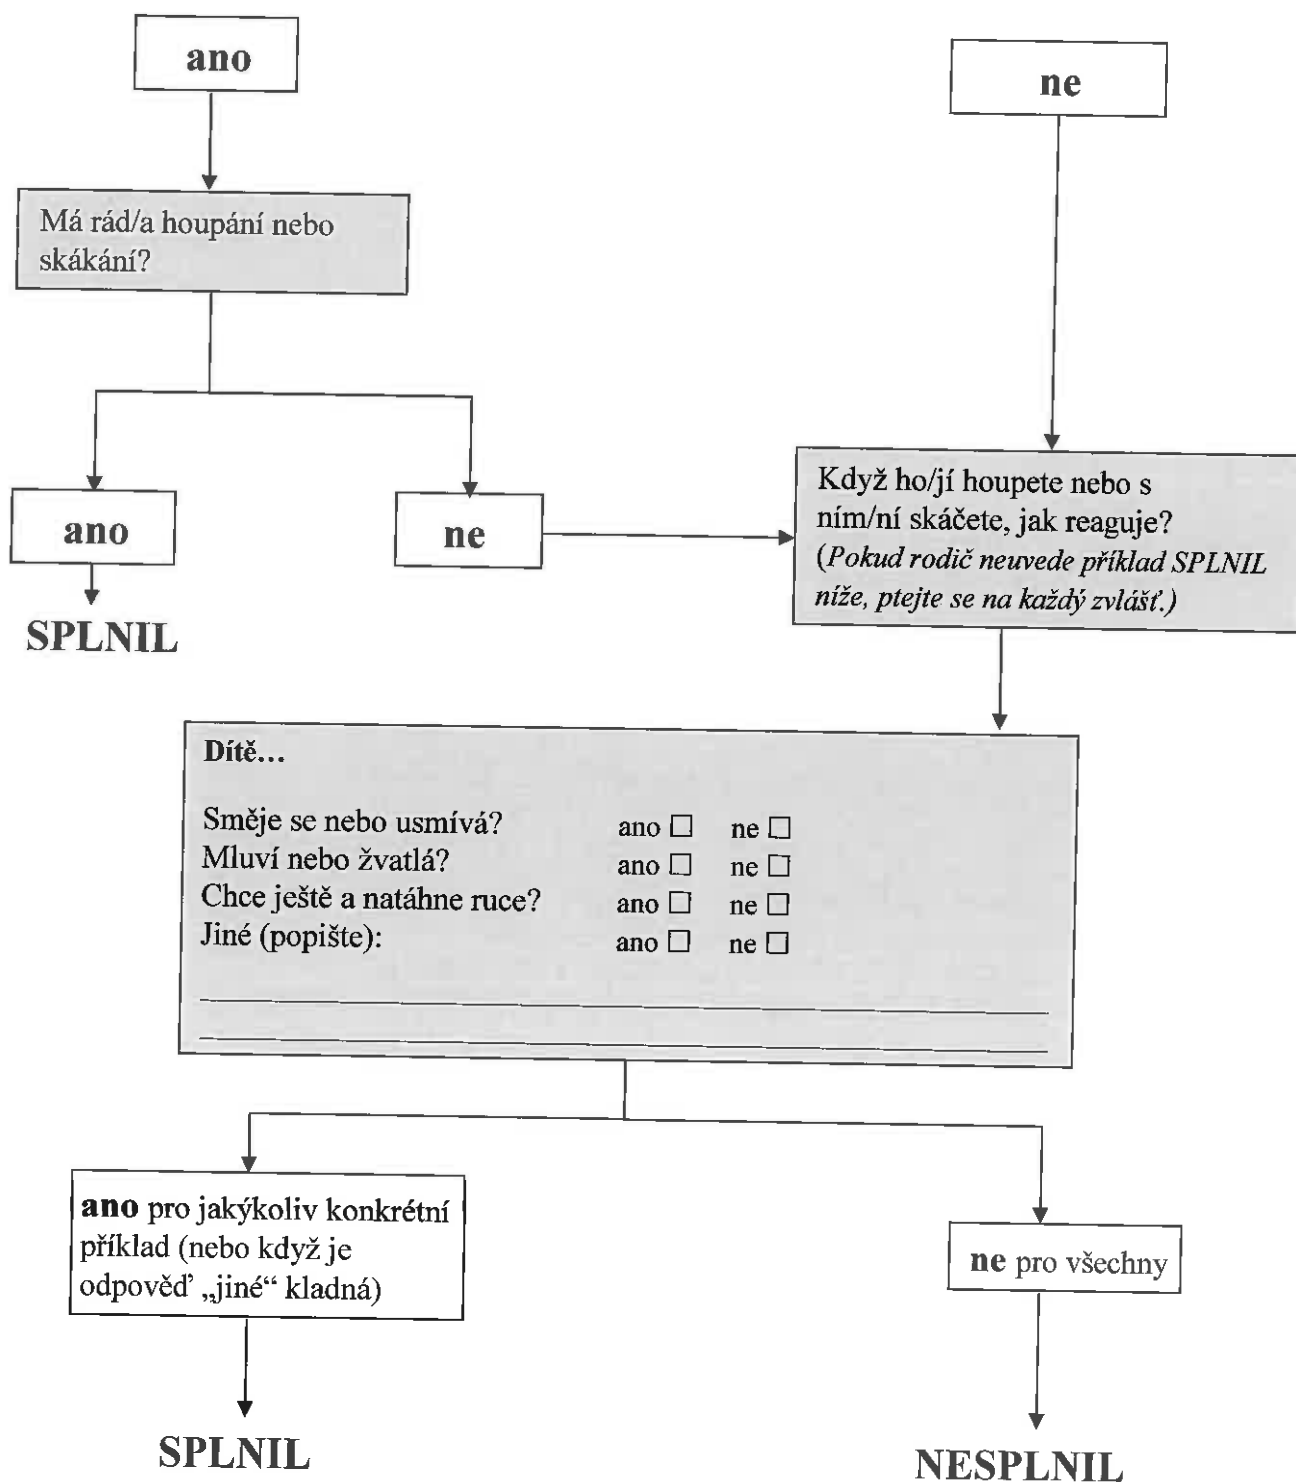 ano
ne
Má rád/a houpání nebo
skákání?
ano
ne
Když ho/jí houpete nebo s
ním/ní skáčete, jak reaguje?
(Pokud rodič neuvede příklad SPLNIL
níže, ptejte se na každý zvlášť.)
SPLNIL
Dítě...
Směje se nebo usmívá? ano ☐ ne ☐
Mluví nebo žvatlá? ano ☐ ne ☐
Chce ještě a natáhne ruce? ano ☐ ne ☐
Jiné (popište): ano ☐ ne ☐
ano pro jakýkoliv konkrétní
příklad (nebo když je
odpověď „jiné“ kladná)
ne pro všechny
SPLNIL
NESPLNIL